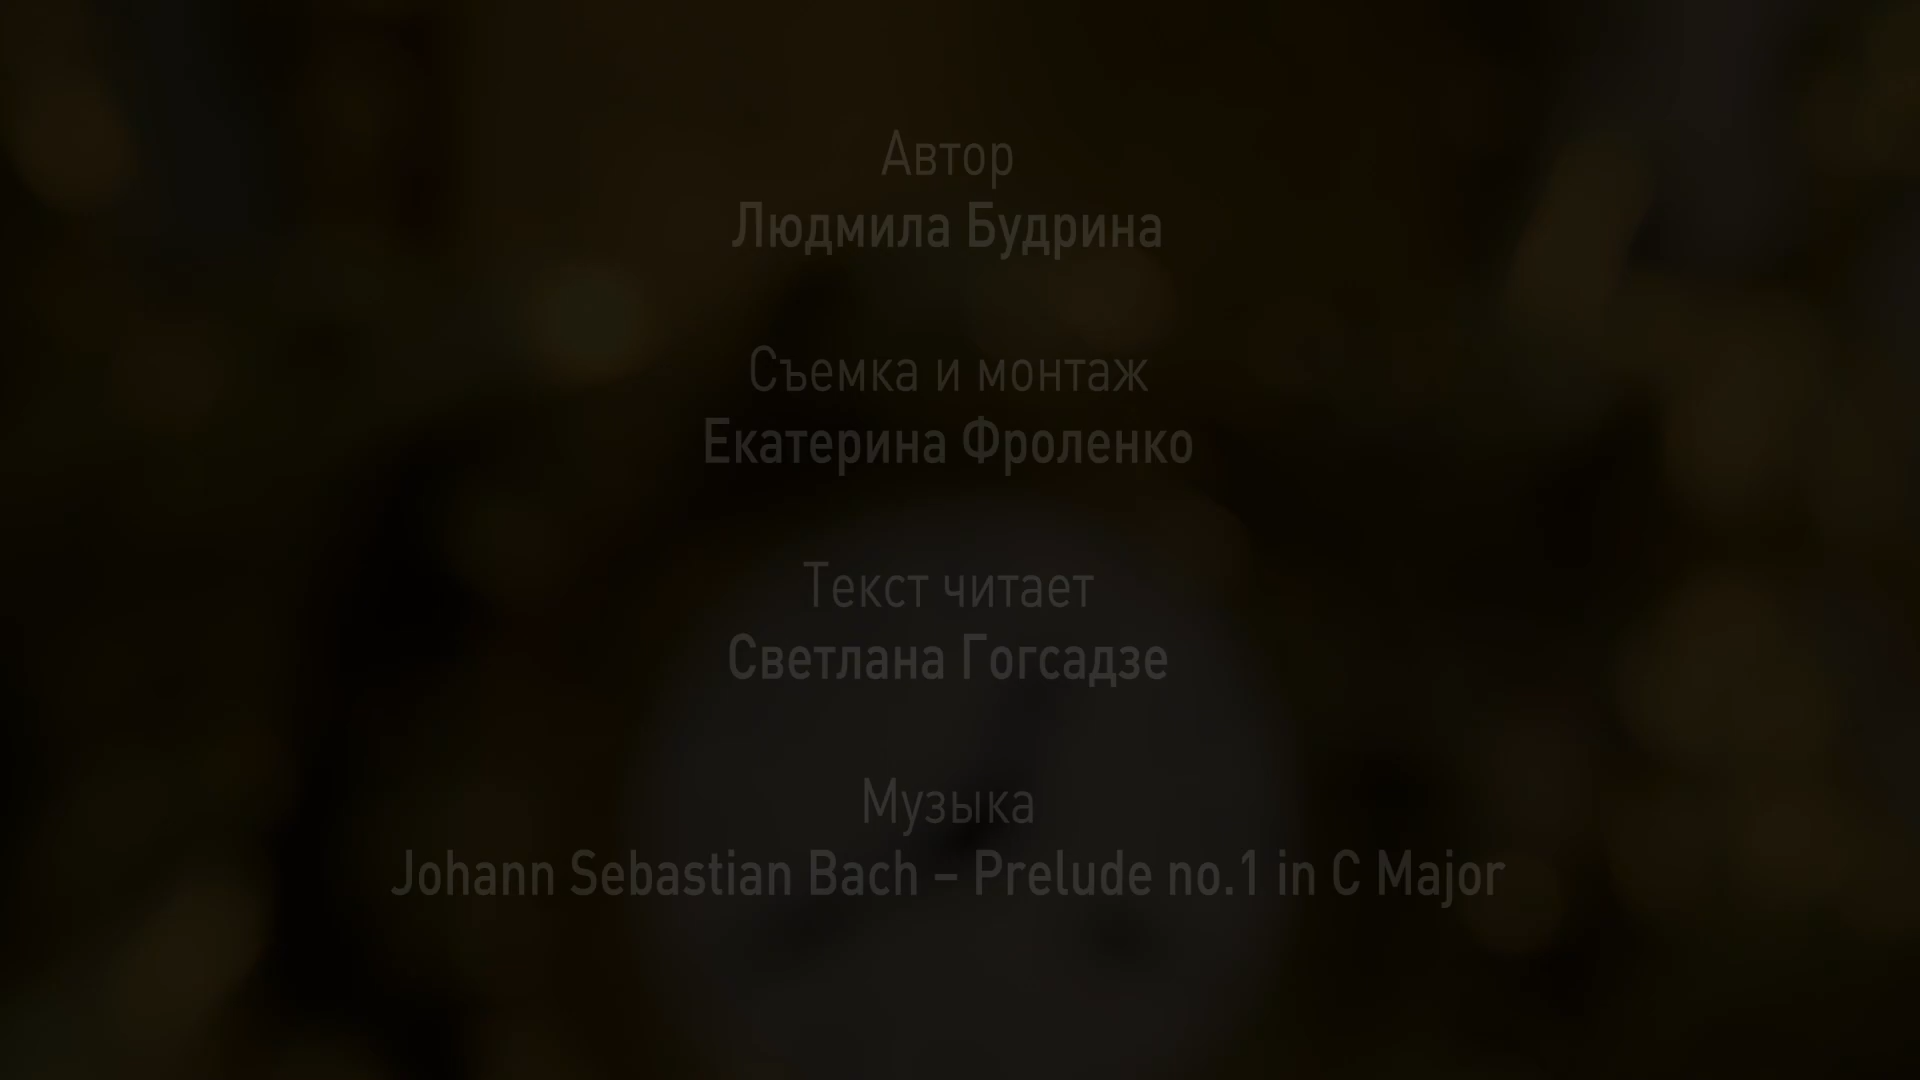 Автор
Людмила Будрина
Съемка и монтаж
Екатерина Фроленко
Текст читает
Светлана Гогсадзе
Музыка
Johann Sebastian Bach – Prelude no.1 in C Major